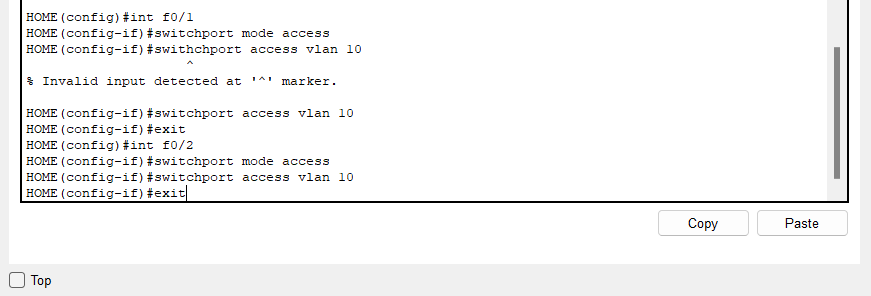 HOME(config)#int f0/1
HOME(config-if)#switchport mode access
HOME(config-if)#swithchport access vlan 10
^
% Invalid input detected at '^' marker.
HOME(config-if)#switchport access vlan 10
HOME(config-if)#exit
HOME(config)#int f0/2
HOME(config-if)#switchport mode access
HOME(config-if)#switchport access vlan 10
HOME(config-if)#exit
Copy Paste
Top